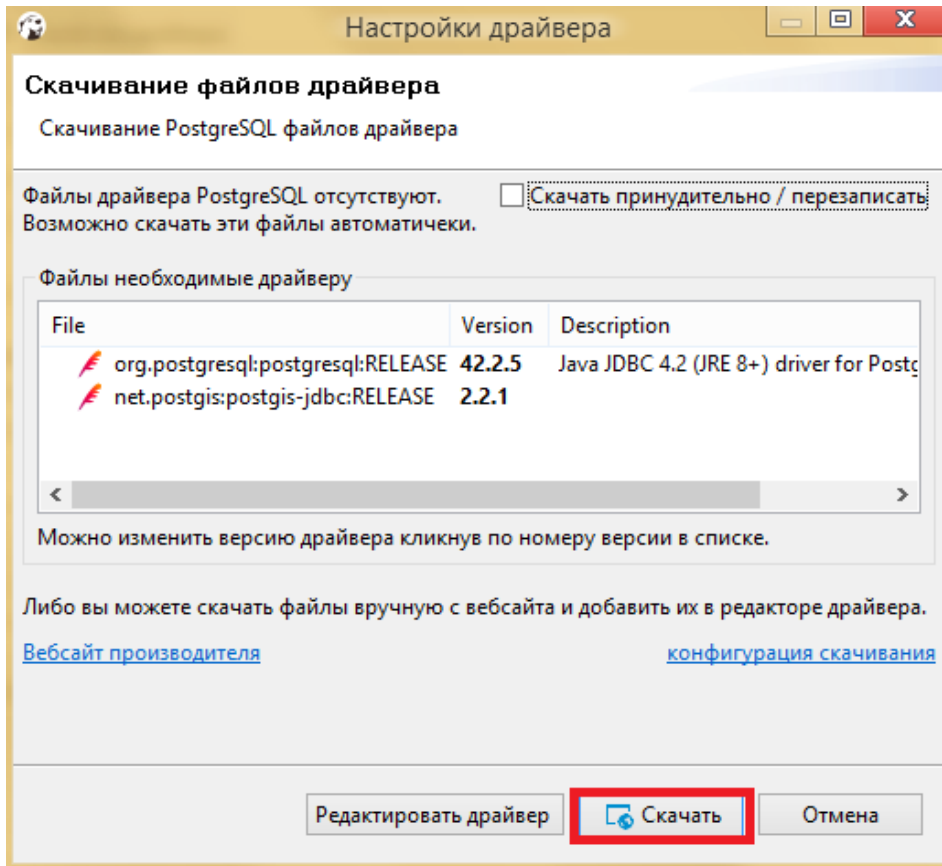 Настройки драйвера
Скачивание файлов драйвера
Скачивание PostgreSQL файлов драйвера
Файлы драйвера PostgreSQL отсутствуют.
Скачать принудительно / перезаписать
Возможно скачать эти файлы автоматичеки.
Файлы необходимые драйверу
File Version Description
org.postgresql:postgresql:RELEASE 42.2.5 Java JDBC 4.2 (JRE 8+) driver for Postg
net.postgis:postgis-jdbc:RELEASE 2.2.1
Можно изменить версию драйвера кликнув по номеру версии в списке.
Либо вы можете скачать файлы вручную с вебсайта и добавить их в редакторе драйвера.
Вебсайт производителя конфигурация скачивания
Редактировать драйвер Скачать Отмена